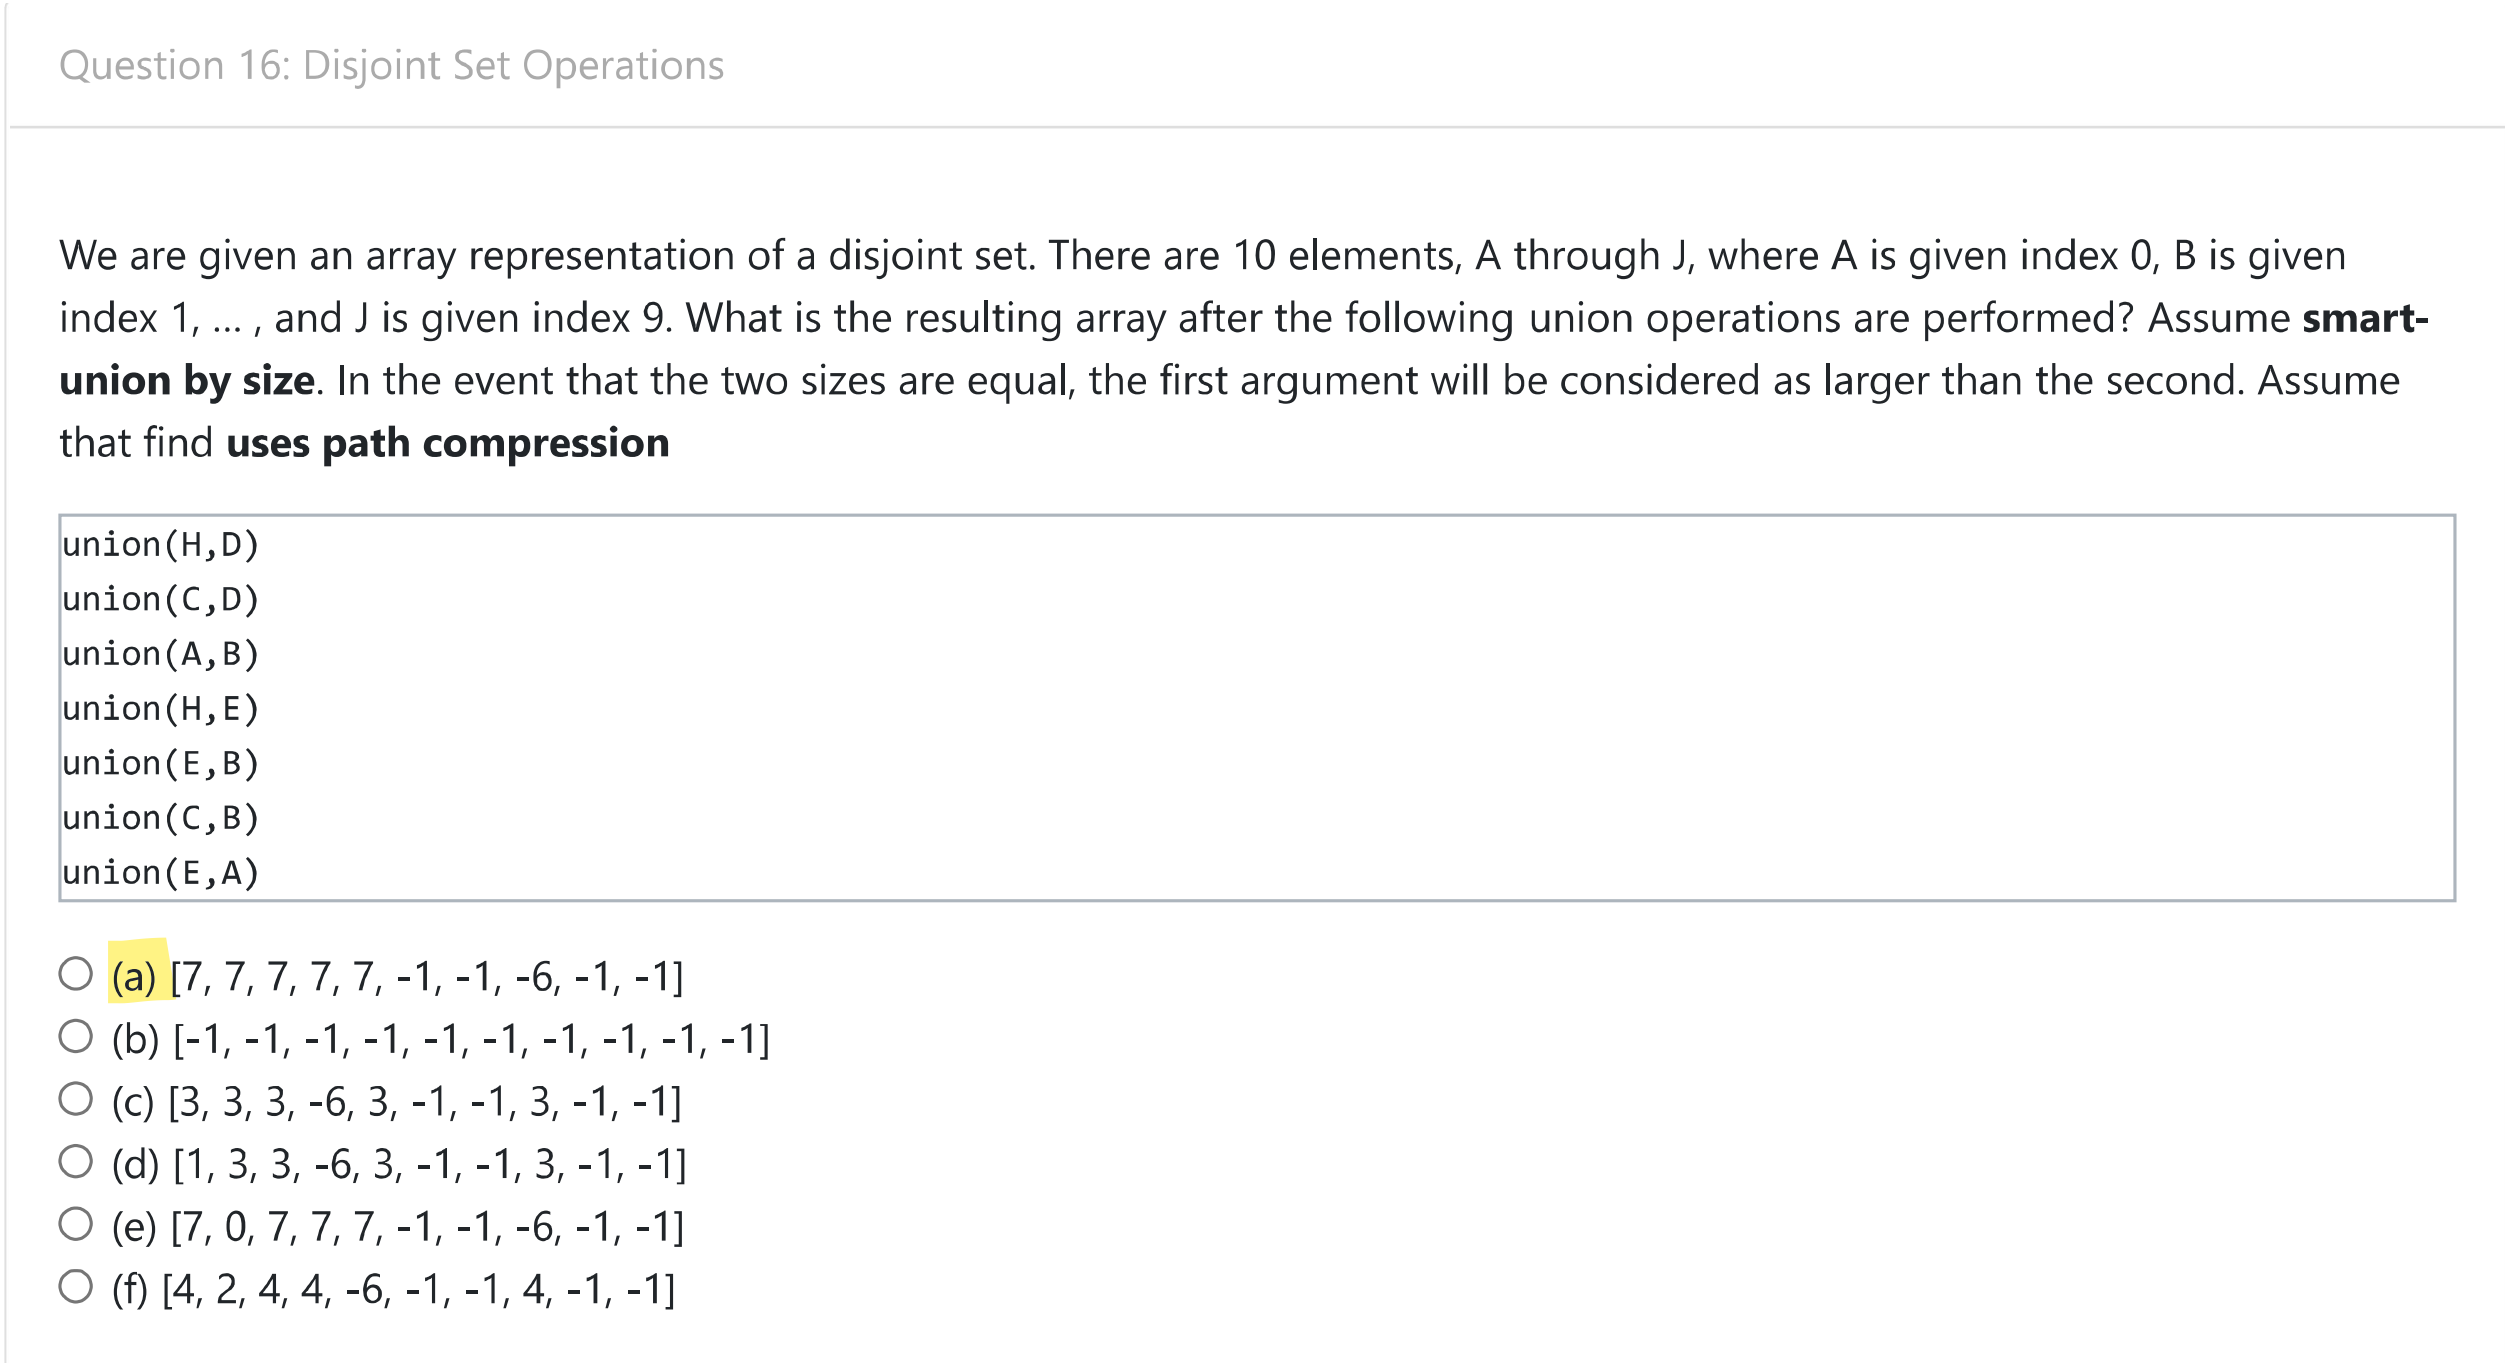 Question 16: Disjoint Set Operations
We are given an array representation of a disjoint set. There are 10 elements, A through J, where A is given index 0, B is given
index 1, ... , and J is given index 9. What is the resulting array after the following union operations are performed? Assume smart-
union by size. In the event that the two sizes are equal, the first argument will be considered as larger than the second. Assume
that find uses path compression
union(H,D)
union(C,D)
union(A,B)
union(H,E)
union(E,B)
union(C,B)
union(E,A)
(a) [7, 7, 7, 7, 7, -1, -1, -6, -1, -1]
(b) [-1, -1, -1, -1, -1, -1, -1, -1, -1, -1]
(c) [3, 3, 3, -6, 3, -1, -1, 3, -1, -1]
(d) [1, 3, 3, -6, 3, -1, -1, 3, -1, -1]
(e) [7, 0, 7, 7, 7, -1, -1, -6, -1, -1]
(f) [4, 2, 4, 4, -6, -1, -1, 4, -1, -1]